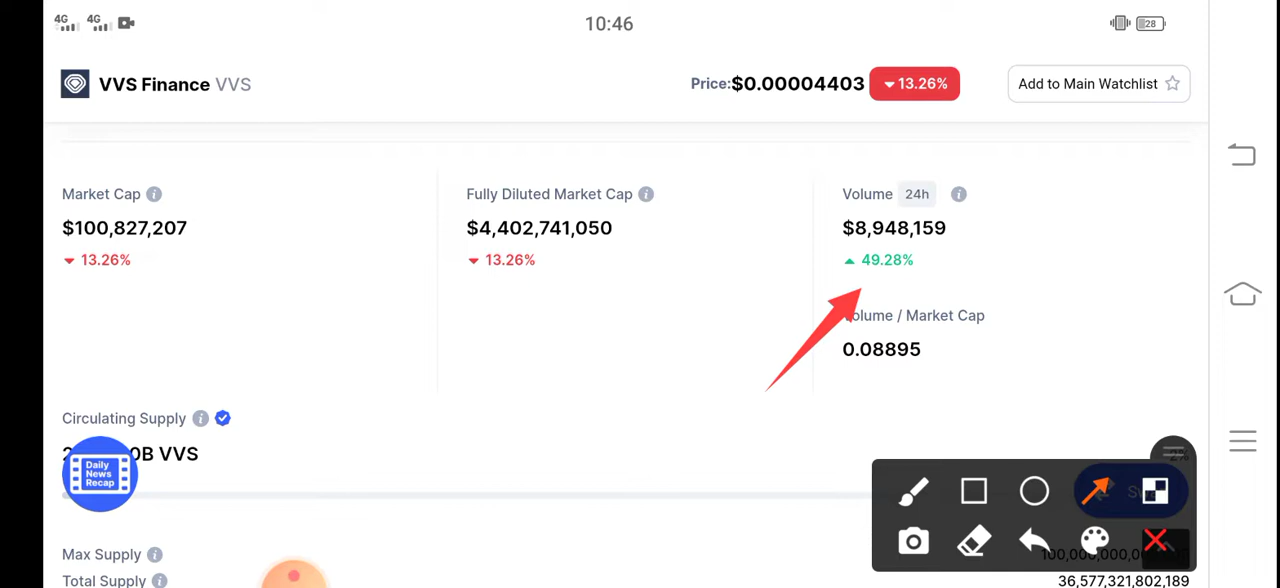 4G 4G 10:46 28
VVS Finance VVS Price:$0.00004403 13.26% Add to Main Watchlist
Market Cap Fully Diluted Market Cap Volume 24h
$100,827,207 $4,402,741,050 $8,948,159
13.26% 13.26% 49.28%
Volume / Market Cap
0.08895
Circulating Supply
0B VVS
Daily
News
Recap
Max Supply
Total Supply
36,577,321,802,189